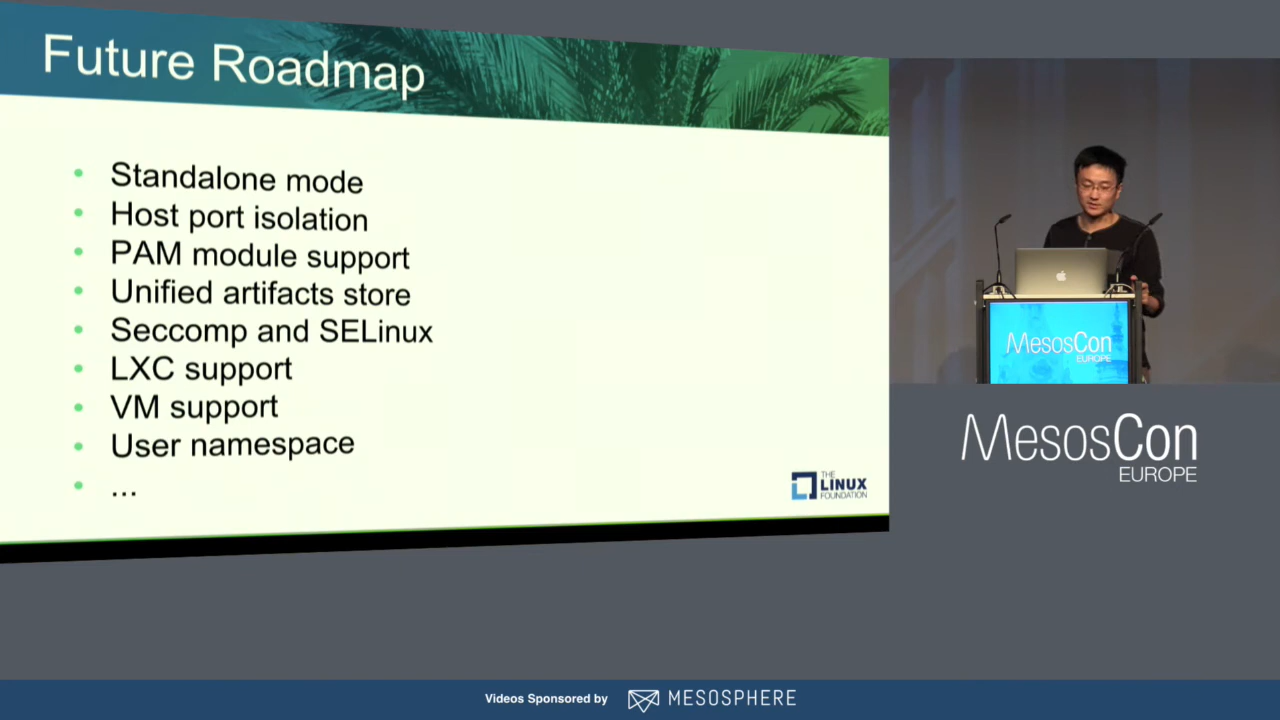 Future Roadmap
• Standalone mode
• Host port isolation
• PAM module support
• Unified artifacts store
• Seccomp and SELinux
• LXC support
• VM support
• User namespace
• ...
THE
LINUX
FOUNDATION
MesosCon
EUROPE
MesosCon
EUROPE
Videos Sponsored by MESOSPHERE